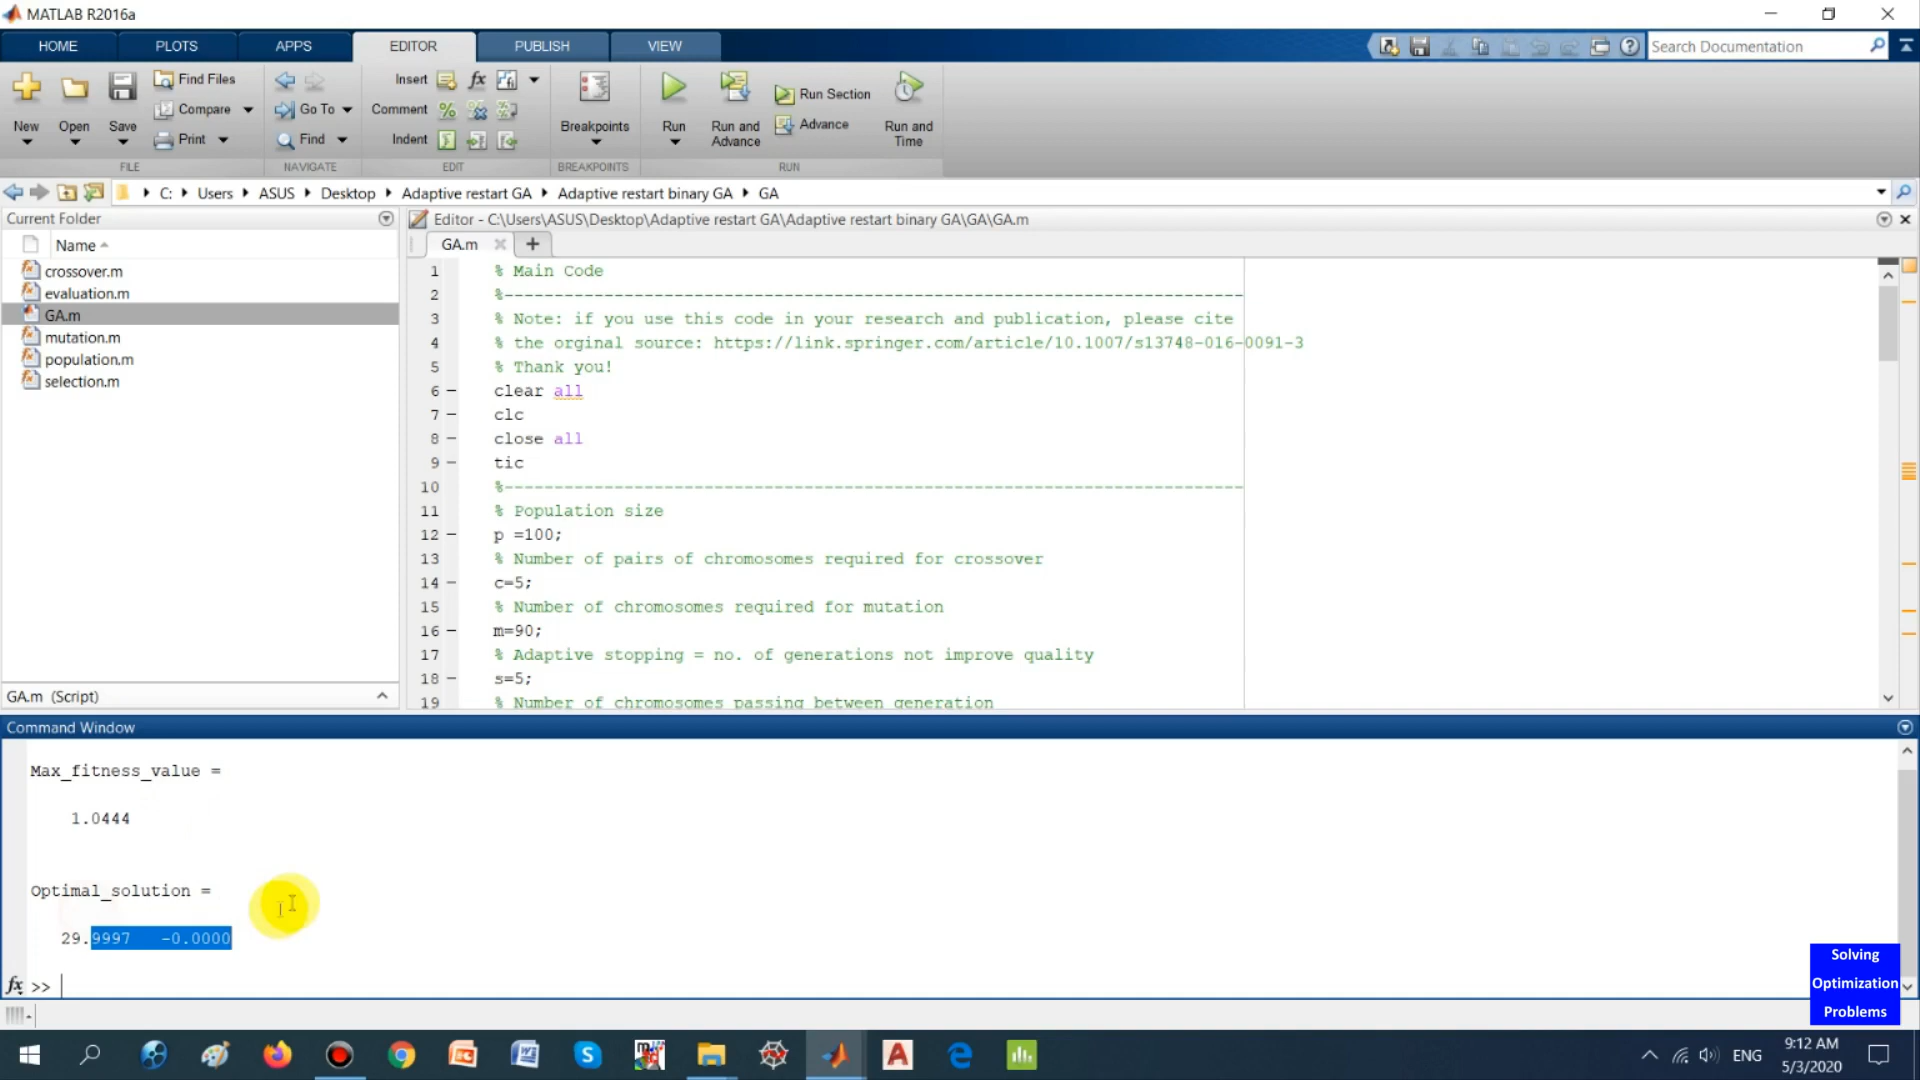 MATLAB R2016a
HOME PLOTS APPS EDITOR PUBLISH VIEW
Search Documentation
New Open Save
Find Files
Compare
Print
FILE
Go To
Find
NAVIGATE
Insert fx
Comment
Indent
EDIT
Breakpoints
BREAKPOINTS
Run
Run and Advance
Run Section
Advance
Run and Time
RUN
C: Users ASUS Desktop Adaptive restart GA Adaptive restart binary GA GA
Current Folder
Name
crossover.m
evaluation.m
GA.m
mutation.m
population.m
selection.m
GA.m (Script)
Editor - C:\Users\ASUS\Desktop\Adaptive restart GA\Adaptive restart binary GA\GA\GA.m
GA.m
1 % Main Code
2 %--------------------------------------------------------------------------
3 % Note: if you use this code in your research and publication, please cite
4 % the orginal source: https://link.springer.com/article/10.1007/s13748-016-0091-3
5 % Thank you!
6 clear all
7 clc
8 close all
9 tic
10 %--------------------------------------------------------------------------
11 % Population size
12 p =100;
13 % Number of pairs of chromosomes required for crossover
14 c=5;
15 % Number of chromosomes required for mutation
16 m=90;
17 % Adaptive stopping = no. of generations not improve quality
18 s=5;
19 % Number of chromosomes passing between generation
Command Window
Max_fitness_value =
1.0444
Optimal_solution =
29.9997 -0.0000
fx >>
Solving
Optimization
Problems
ENG
9:12 AM
5/3/2020